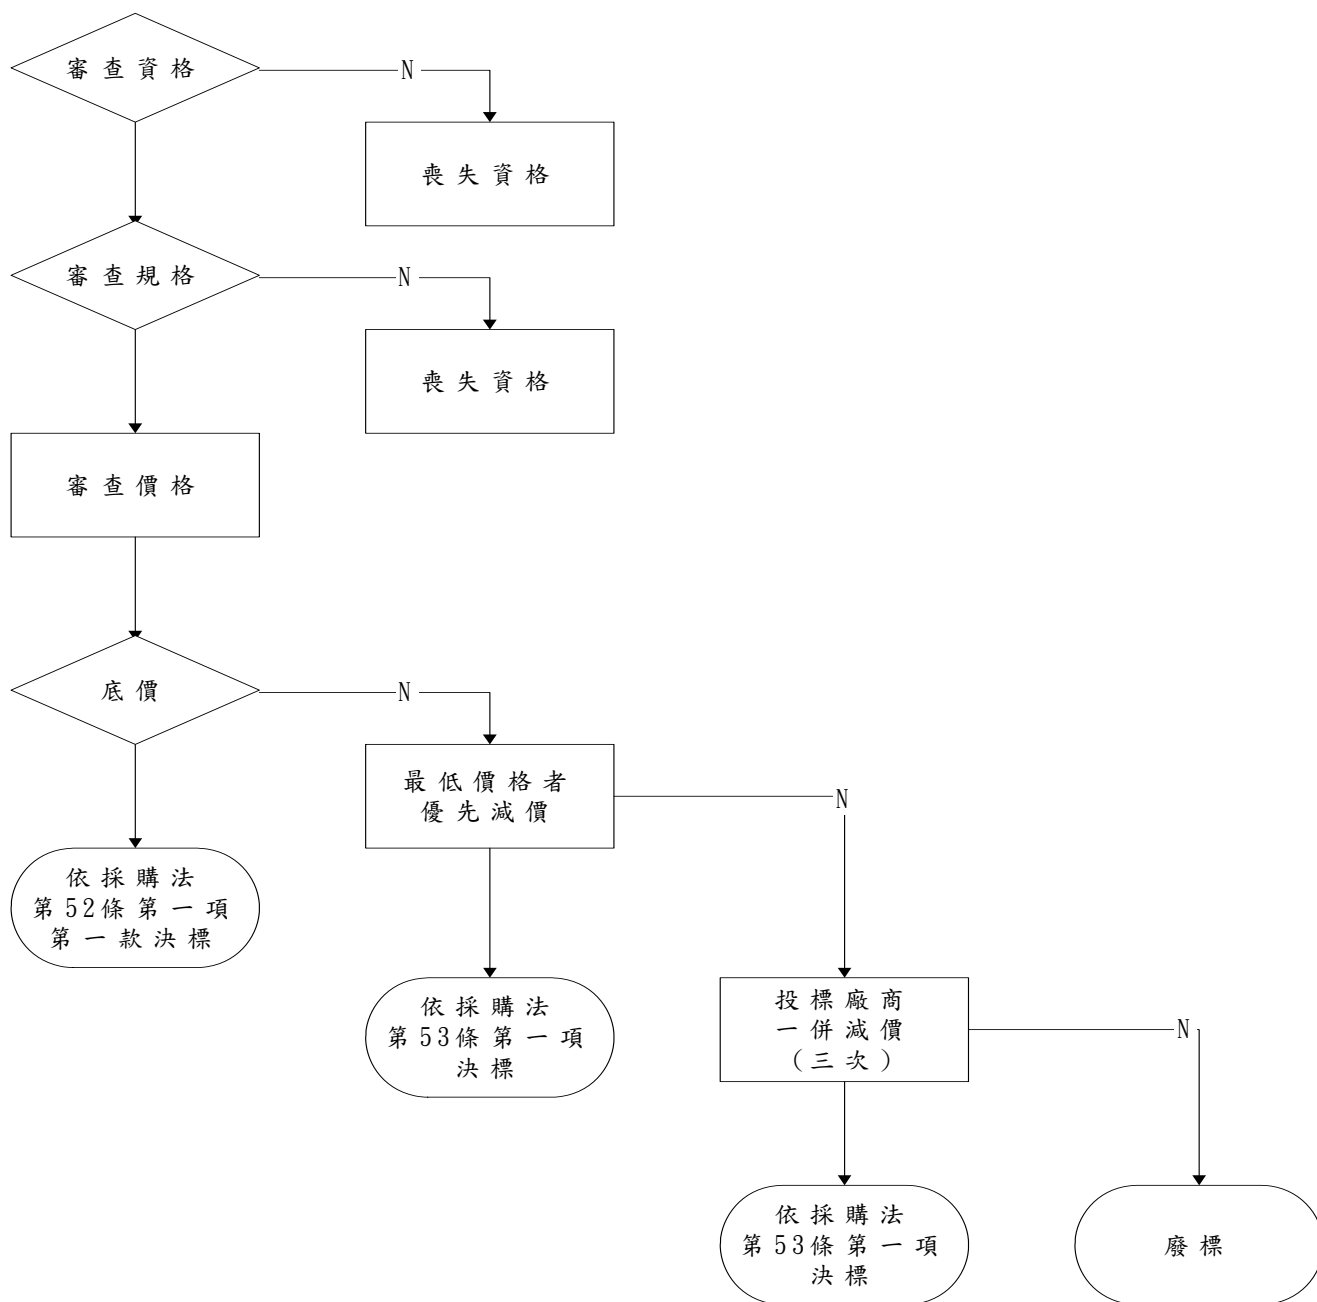 審查資格
N
喪失資格
審查規格
N
喪失資格
審查價格
底價
N
最低價格者
優先減價
N
依採購法
第52條第一項
第一款決標
依採購法
第53條第一項
決標
投標廠商
一併減價
(三次)
N
依採購法
第53條第一項
決標
廢標